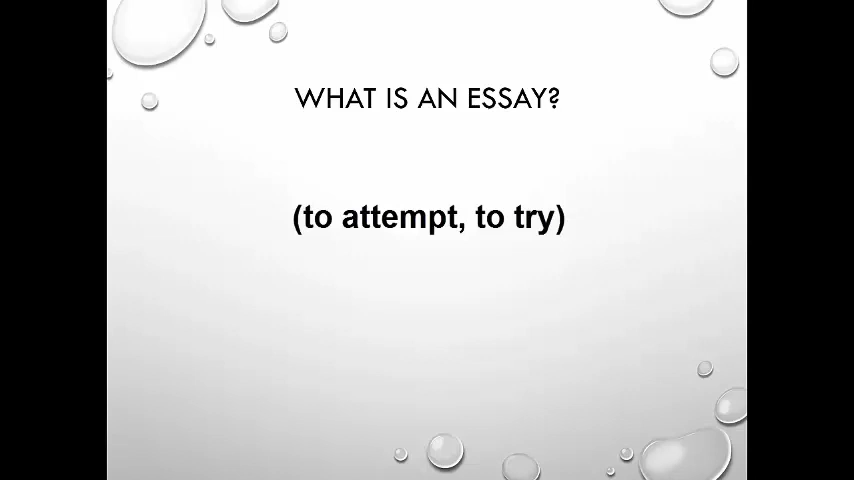 WHAT IS AN ESSAY?
(to attempt, to try)